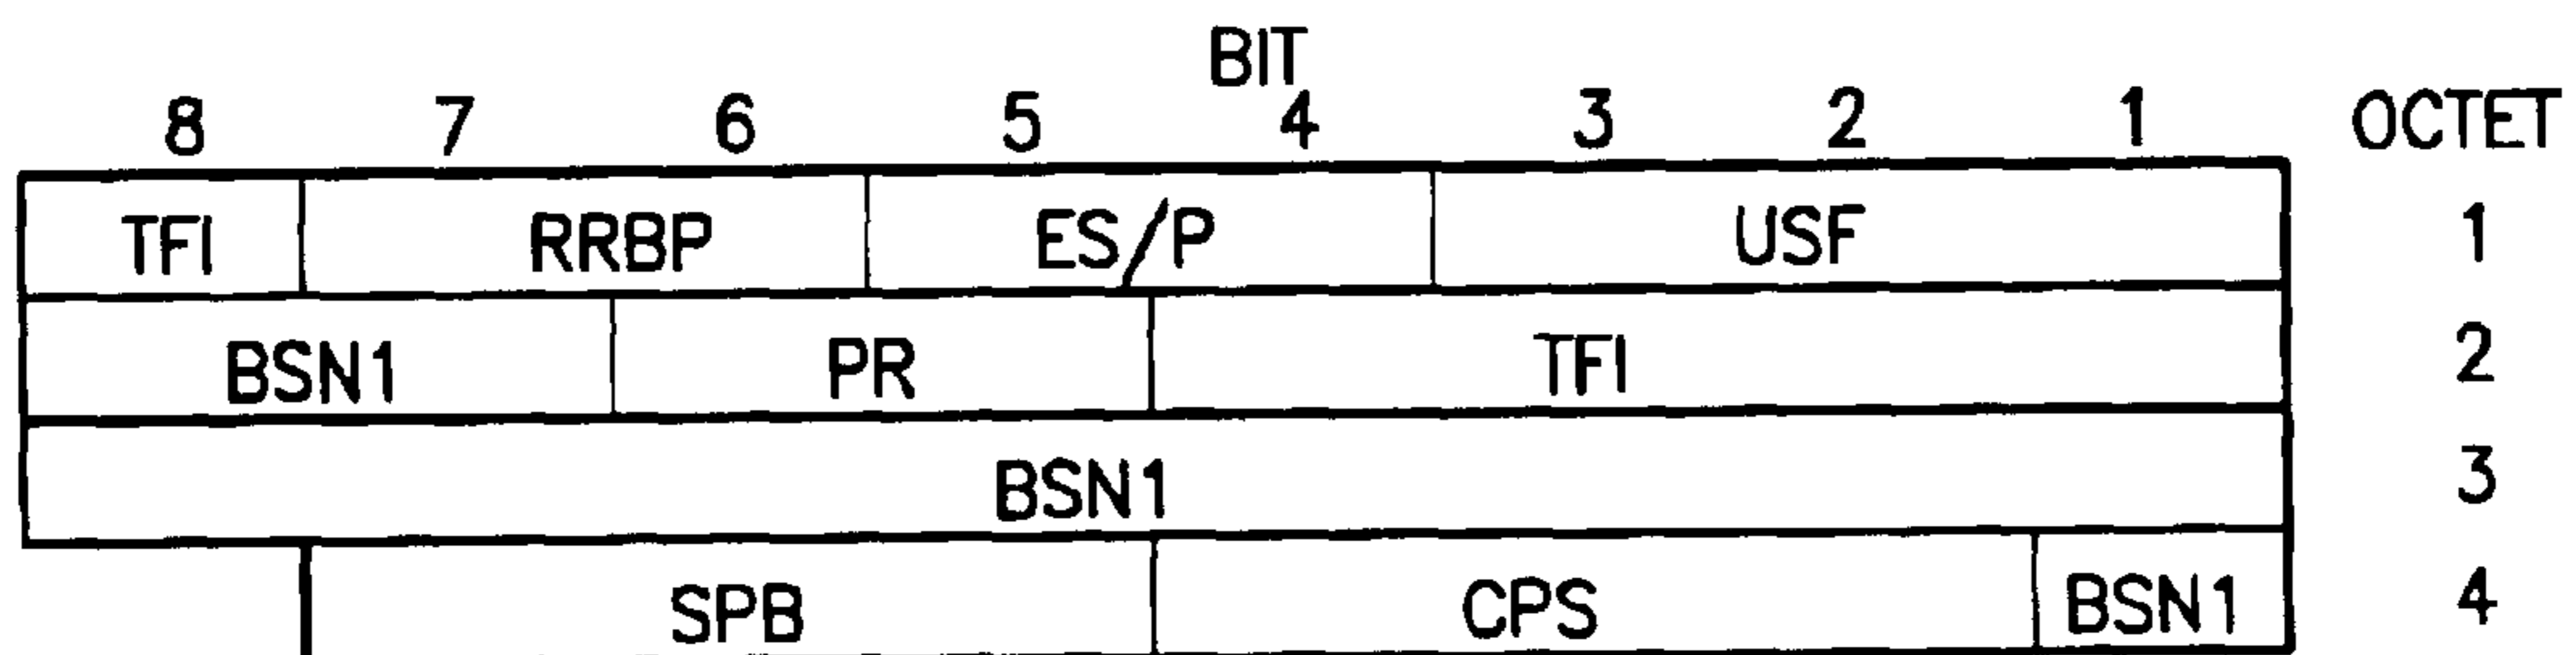 BIT
8 7 6 5 4 3 2 1 OCTET
TFI RRBP ES/P USF 1
BSN1 PR TFI 2
BSN1 3
SPB CPS BSN1 4